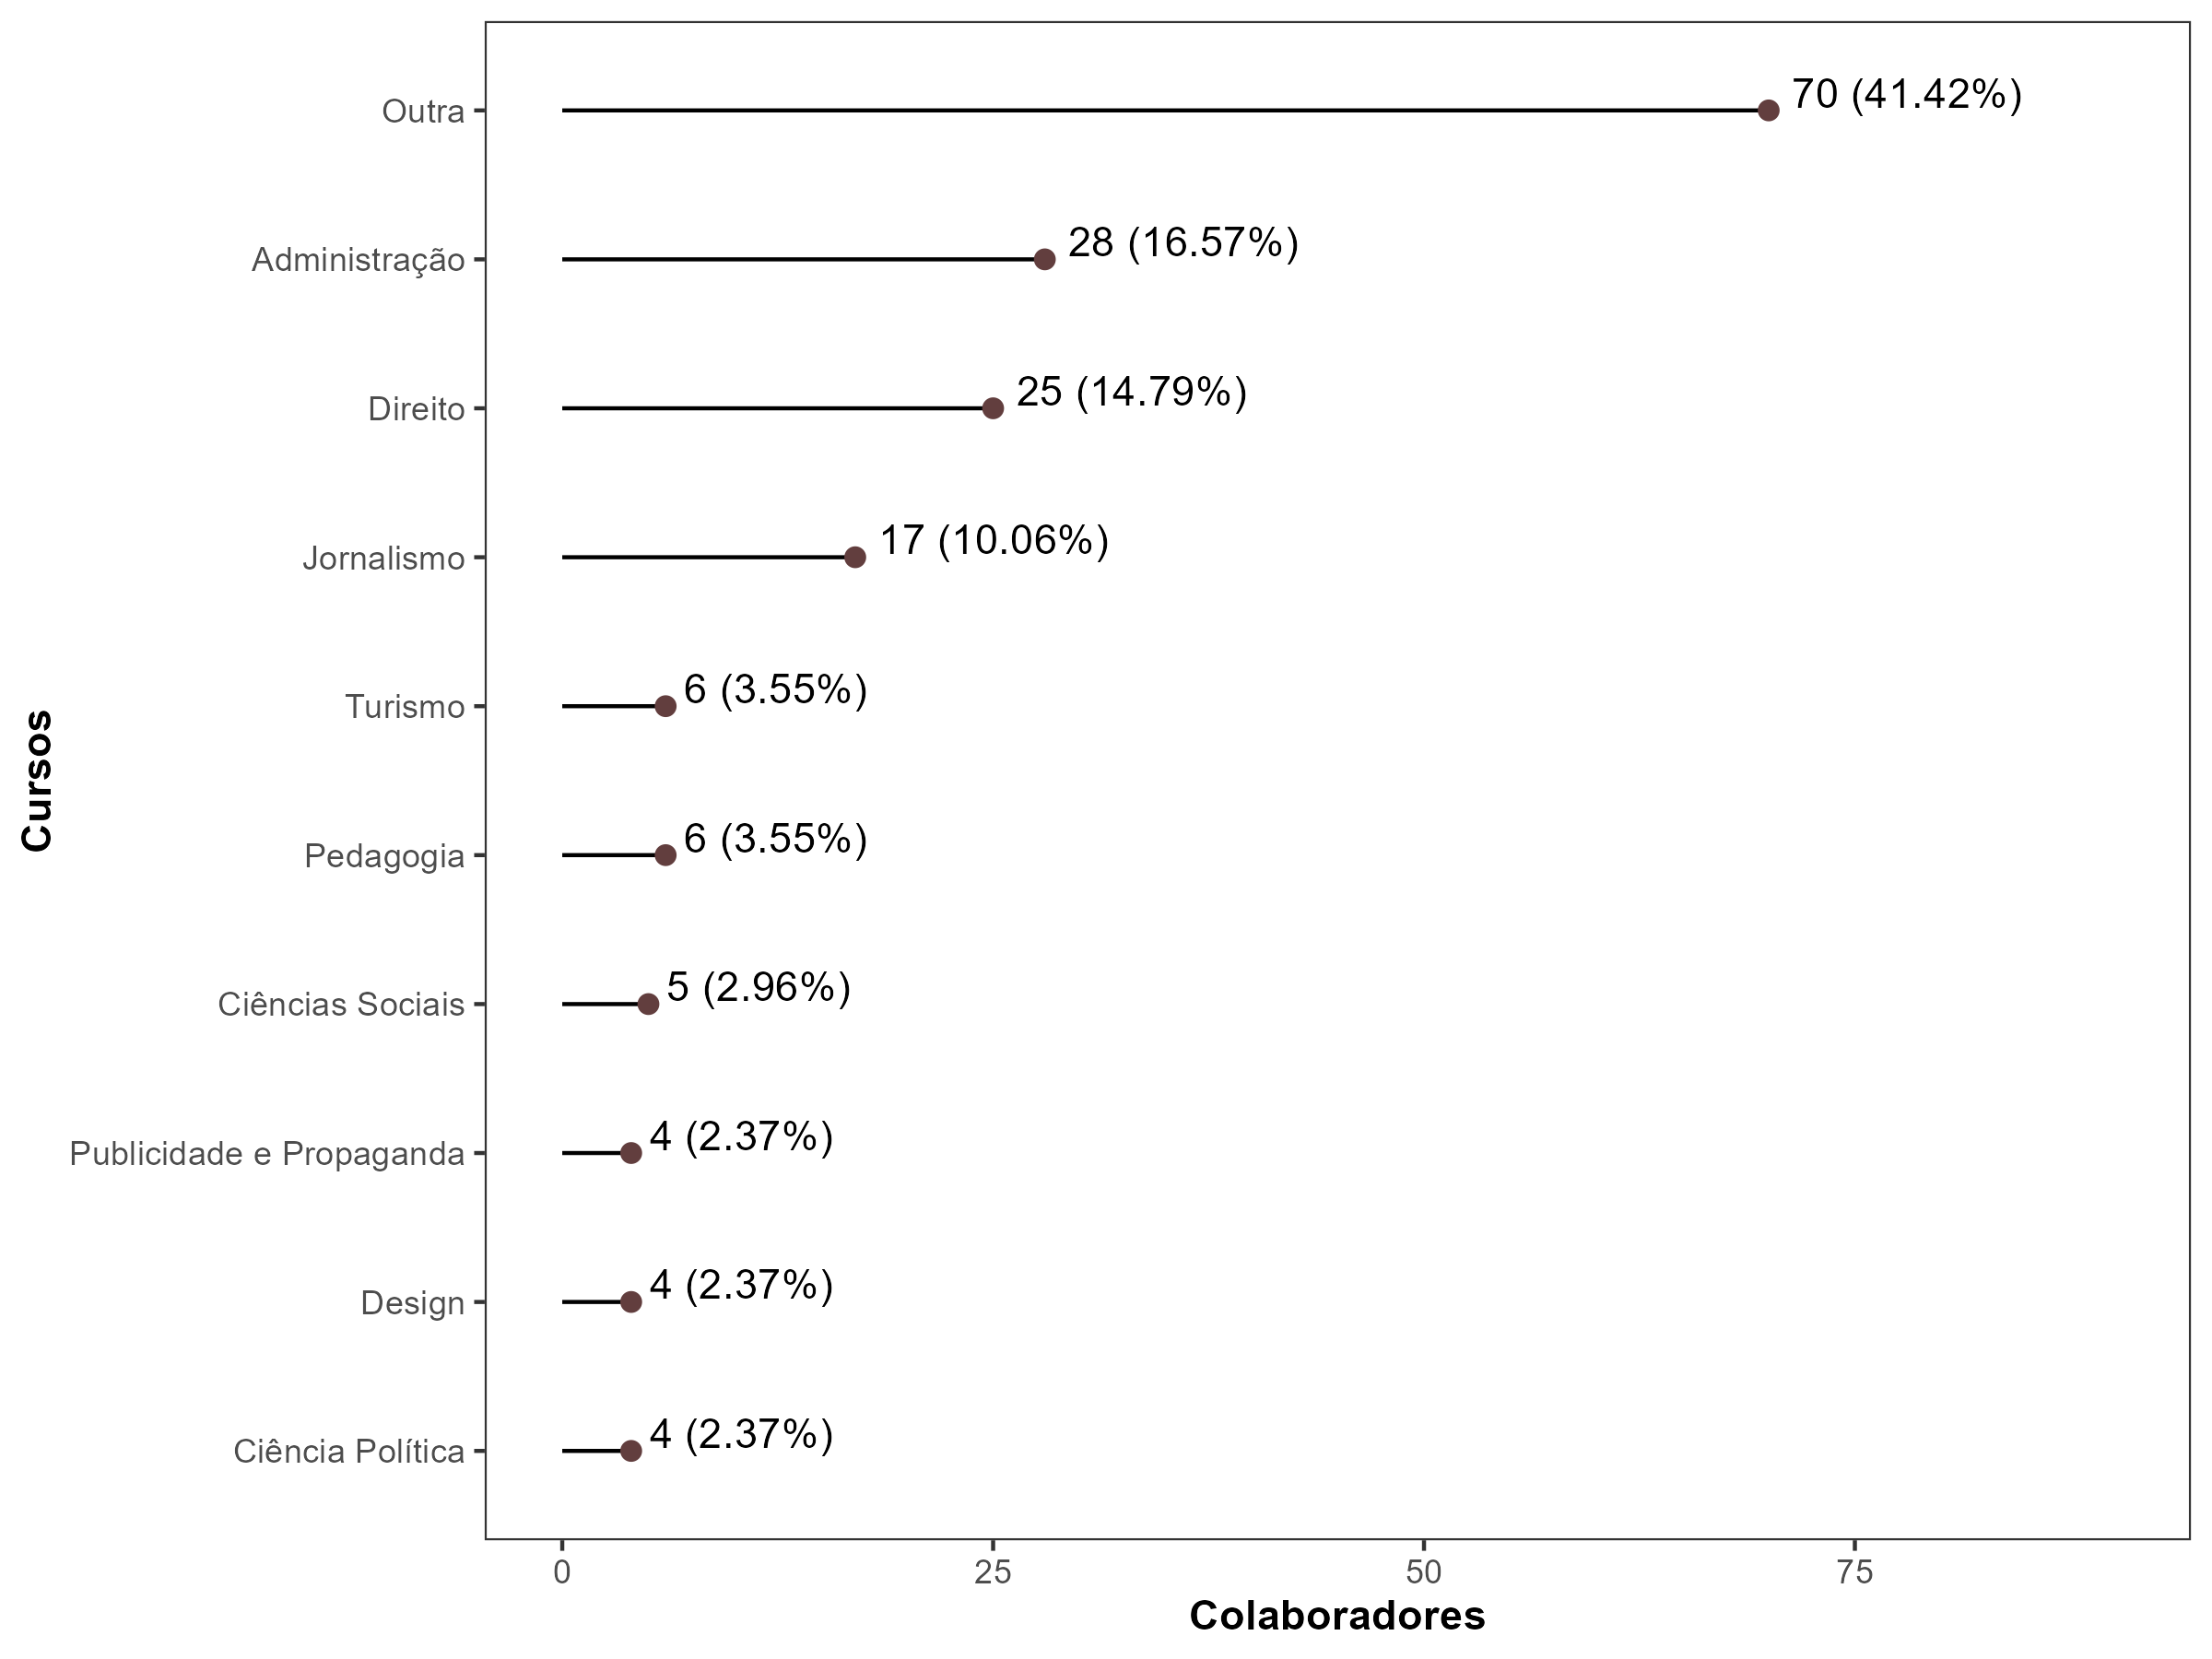 Outra
70 (41.42%)
Administração
28 (16.57%)
Direito
25 (14.79%)
Jornalismo
17 (10.06%)
Turismo
6 (3.55%)
Pedagogia
6 (3.55%)
Ciências Sociais
5 (2.96%)
Publicidade e Propaganda
4 (2.37%)
Design
4 (2.37%)
Ciência Política
4 (2.37%)
Cursos
0 25 50 75
Colaboradores